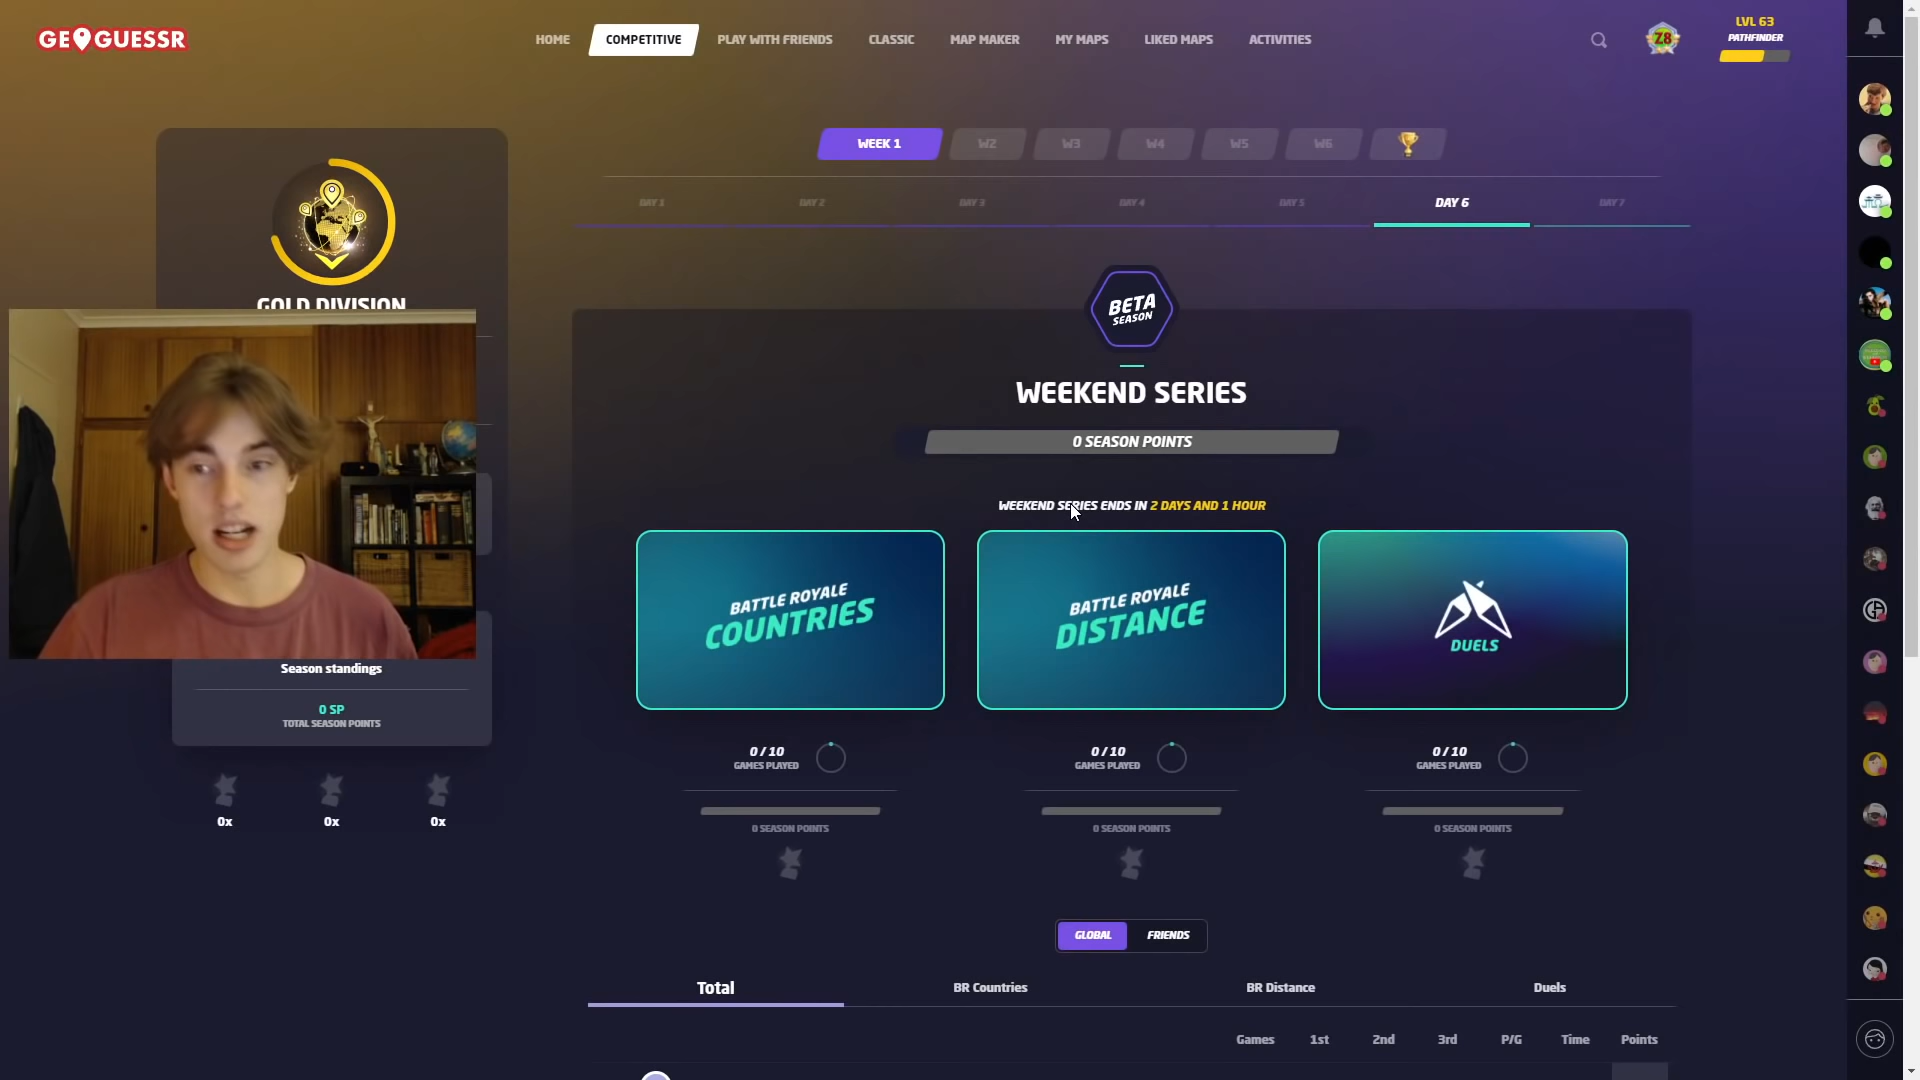 GEOGUESSR
HOME
COMPETITIVE
PLAY WITH FRIENDS
CLASSIC
MAP MAKER
MY MAPS
LIKED MAPS
ACTIVITIES
Z8
LVL 63
PATHFINDER
WEEK 1
W2
W3
W4
W5
W6
DAY 1
DAY 2
DAY 3
DAY 4
DAY 5
DAY 6
DAY 7
GOLD DIVISION
BETA
SEASON
WEEKEND SERIES
0 SEASON POINTS
WEEKEND SERIES ENDS IN 2 DAYS AND 1 HOUR
BATTLE ROYALE
COUNTRIES
BATTLE ROYALE
DISTANCE
DUELS
Season standings
0 SP
TOTAL SEASON POINTS
0x
0x
0x
0 / 10
GAMES PLAYED
0 / 10
GAMES PLAYED
0 / 10
GAMES PLAYED
0 SEASON POINTS
0 SEASON POINTS
0 SEASON POINTS
GLOBAL
FRIENDS
Total
BR Countries
BR Distance
Duels
Games
1st
2nd
3rd
P/G
Time
Points